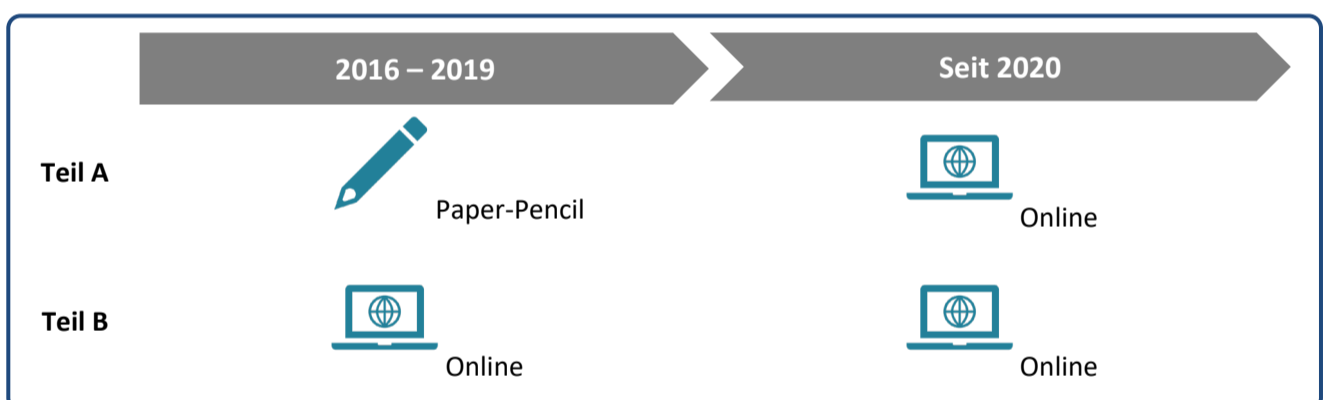 2016 – 2019
Seit 2020
Teil A
Paper-Pencil
Online
Teil B
Online
Online